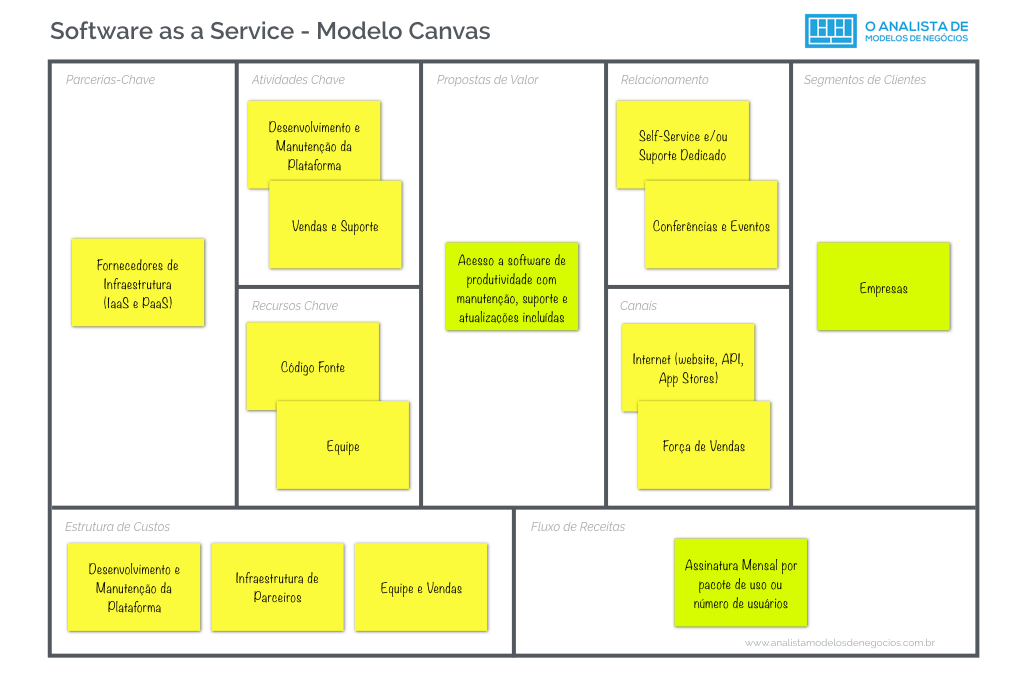 Software as a Service - Modelo Canvas
O ANALISTA DE
MODELOS DE NEGÓCIOS
Parcerias-Chave
Fornecedores de
Infraestrutura
(IaaS e PaaS)
Atividades Chave
Desenvolvimento e
Manutenção da
Plataforma
Vendas e Suporte
Recursos Chave
Código Fonte
Equipe
Propostas de Valor
Acesso a software de
produtividade com
manutenção, suporte e
atualizações incluídas
Relacionamento
Self-Service e/ou
Suporte Dedicado
Conferências e Eventos
Canais
Internet (website, API,
App Stores)
Força de Vendas
Segmentos de Clientes
Empresas
Estrutura de Custos
Desenvolvimento e
Manutenção da
Plataforma
Infraestrutura de
Parceiros
Equipe e Vendas
Fluxo de Receitas
Assinatura Mensal por
pacote de uso ou
número de usuários
www.analistamodelosdenegocios.com.br